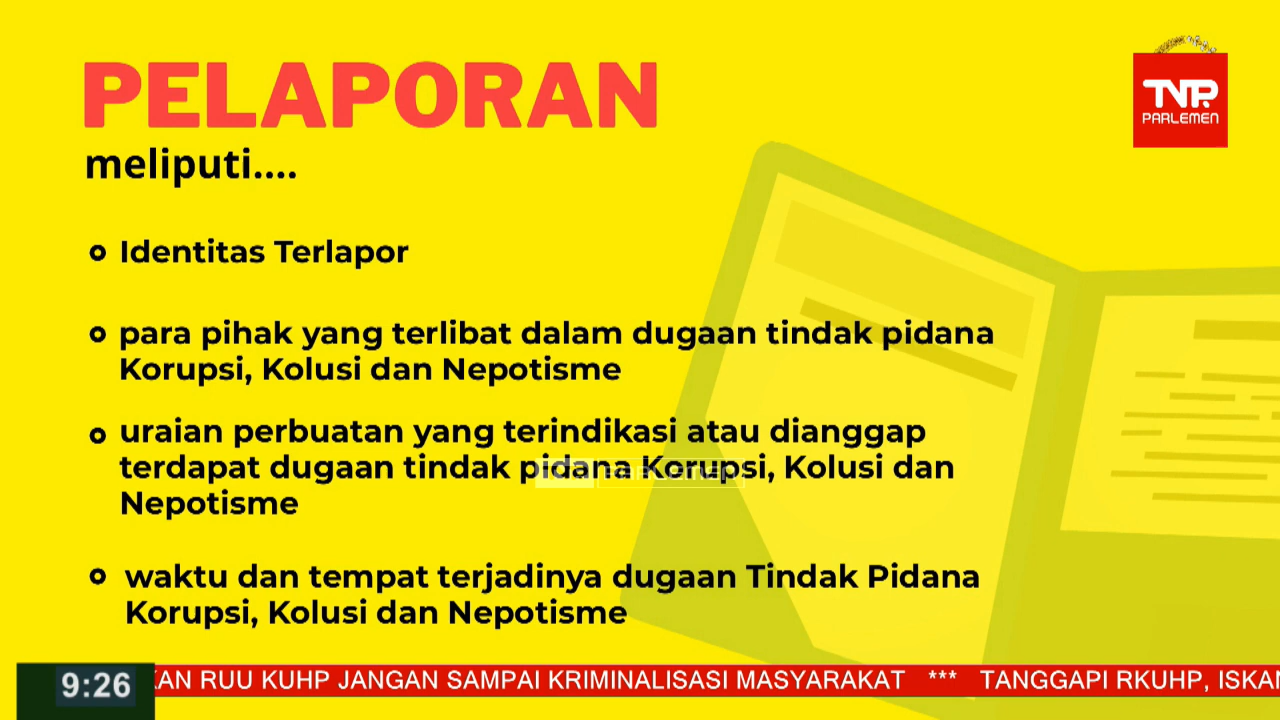 PELAPORAN
meliputi....
TVR
PARLEMEN
Identitas Terlapor
para pihak yang terlibat dalam dugaan tindak pidana
Korupsi, Kolusi dan Nepotisme
uraian perbuatan yang terindikasi atau dianggap
terdapat dugaan tindak pidana Korupsi, Kolusi dan
Nepotisme
waktu dan tempat terjadinya dugaan Tindak Pidana
Korupsi, Kolusi dan Nepotisme
9:26
KAN RUU KUHP JANGAN SAMPAI KRIMINALISASI MASYARAKAT *** TANGGAPI RKUHP, ISKAN